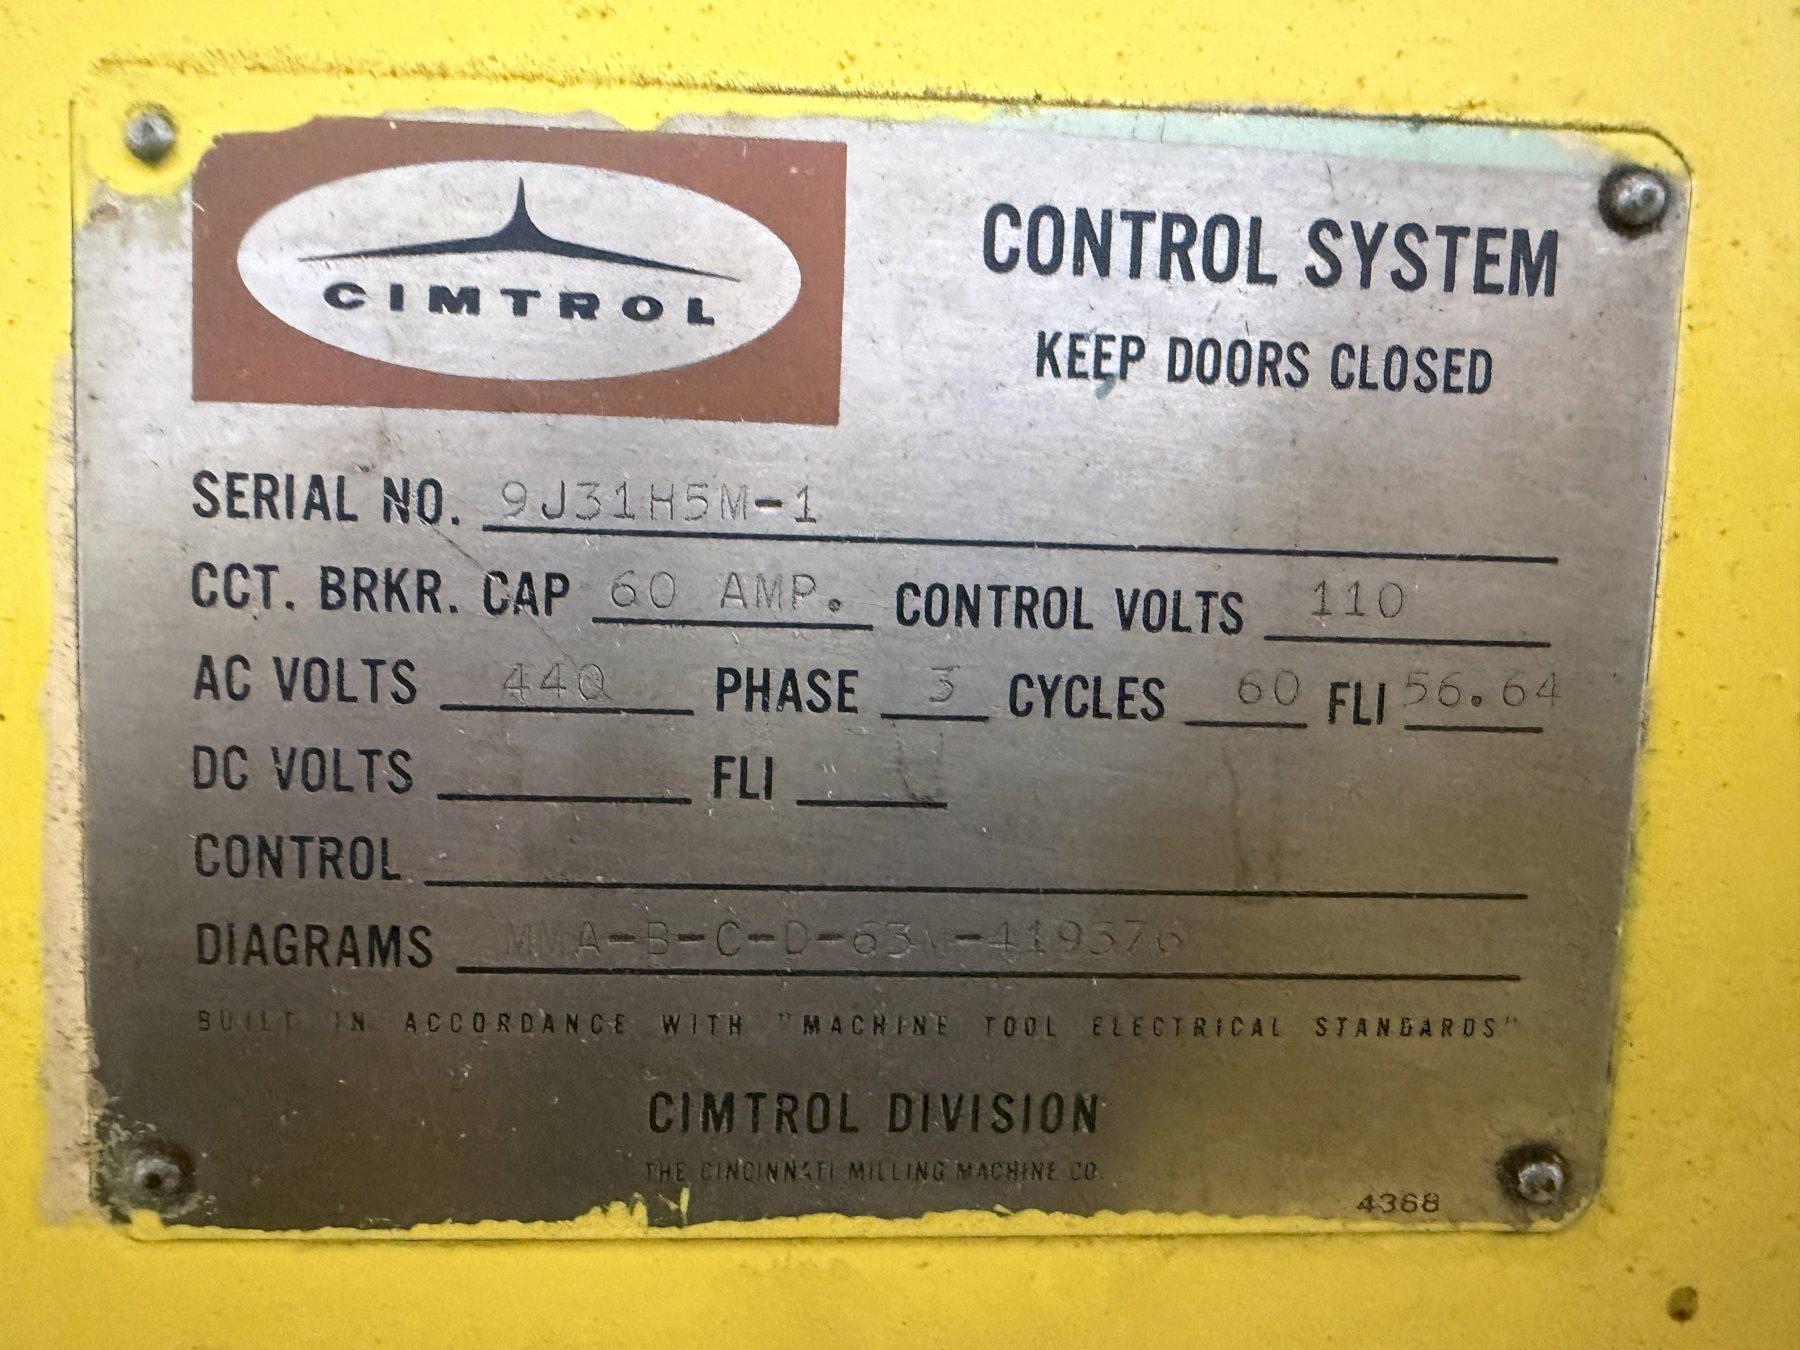 CIMTROL
CONTROL SYSTEM
KEEP DOORS CLOSED
SERIAL NO. 9J31H5M-1
CCT. BRKR. CAP 60 AMP. CONTROL VOLTS 110
AC VOLTS 440 PHASE 3 CYCLES 60 FLI 56.64
DC VOLTS FLI
CONTROL
DIAGRAMS
BUILT IN ACCORDANCE WITH "MACHINE TOOL ELECTRICAL STANDARDS"
CIMTROL DIVISION
THE CINCINNATI MILLING MACHINE CO.
4368